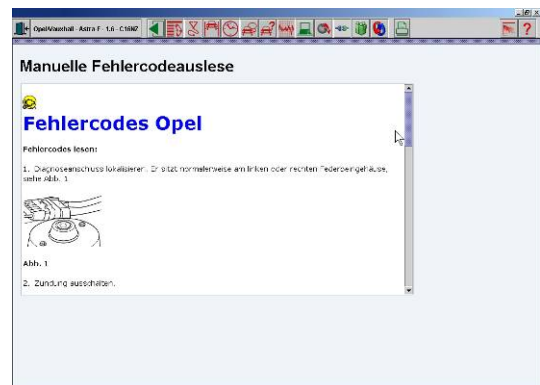 Opel/Vauxhall - Astra-F - 1.6 - C16NZ
Manuelle Fehlercodeauslese
Fehlercodes Opel
Fehlercodes lesen:
1. Diagnoseanschluss lokalisieren. Er sitzt normalerweise am linken oder rechten Federbeingehäuse,
siehe Abb. 1
Abb. 1
2. Zündung ausschalten.